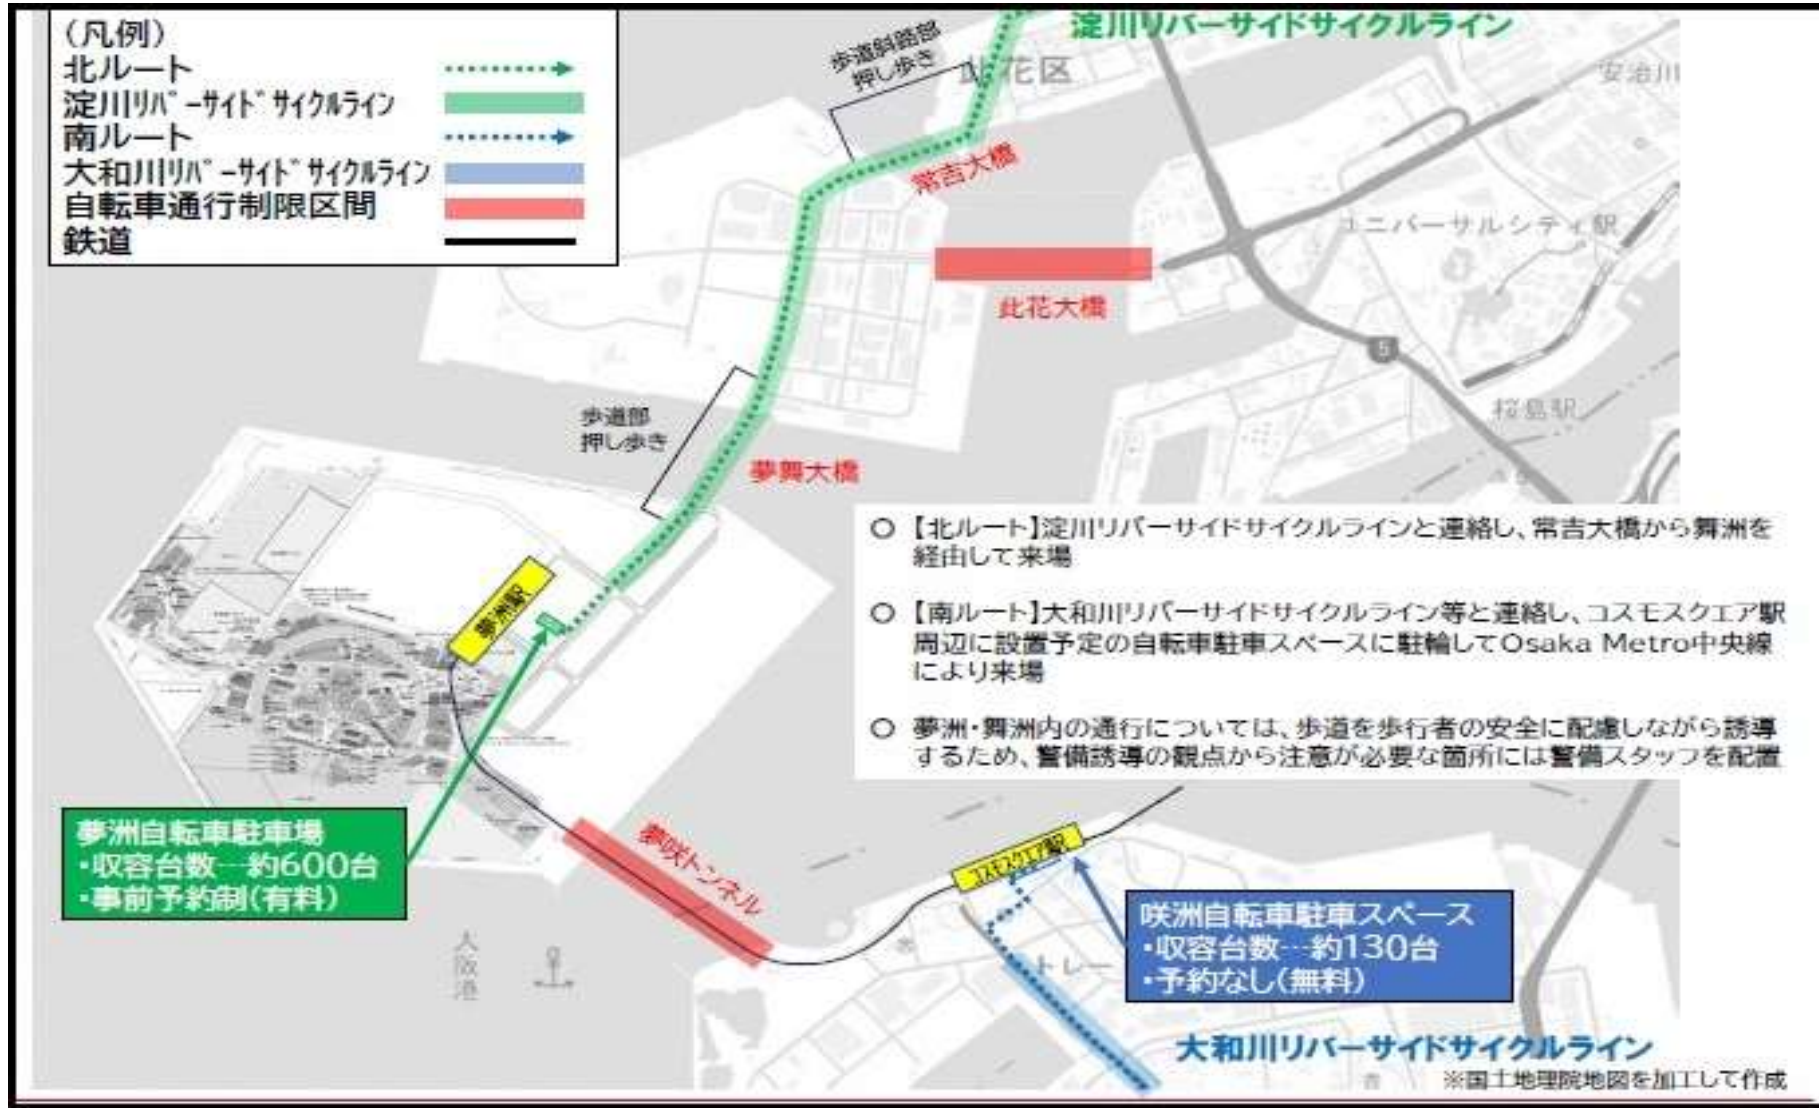 (凡例)
北ルート
淀川リバーサイドサイクルライン
南ルート
大和川リバーサイドサイクルライン
自転車通行制限区間
鉄道
淀川リバーサイドサイクルライン
歩道斜路部
押し歩き
此花区
安治川
常吉大橋
ユニバーサルシティ駅
此花大橋
5
桜島駅
歩道部
押し歩き
夢舞大橋
○ 【北ルート】淀川リバーサイドサイクルラインと連絡し、常吉大橋から舞洲を
経由して来場
○ 【南ルート】大和川リバーサイドサイクルライン等と連絡し、コスモスクエア駅
周辺に設置予定の自転車駐車スペースに駐輪してOsaka Metro中央線
により来場
○ 夢洲・舞洲内の通行については、歩道を歩行者の安全に配慮しながら誘導
するため、警備誘導の観点から注意が必要な箇所には警備スタッフを配置
夢洲駅
夢洲自転車駐車場
・収容台数…約600台
・事前予約制(有料)
夢咲トンネル
コスモスクエア駅
咲洲自転車駐車スペース
・収容台数…約130台
・予約なし(無料)
大阪港
トレー
大和川リバーサイドサイクルライン
※国土地理院地図を加工して作成